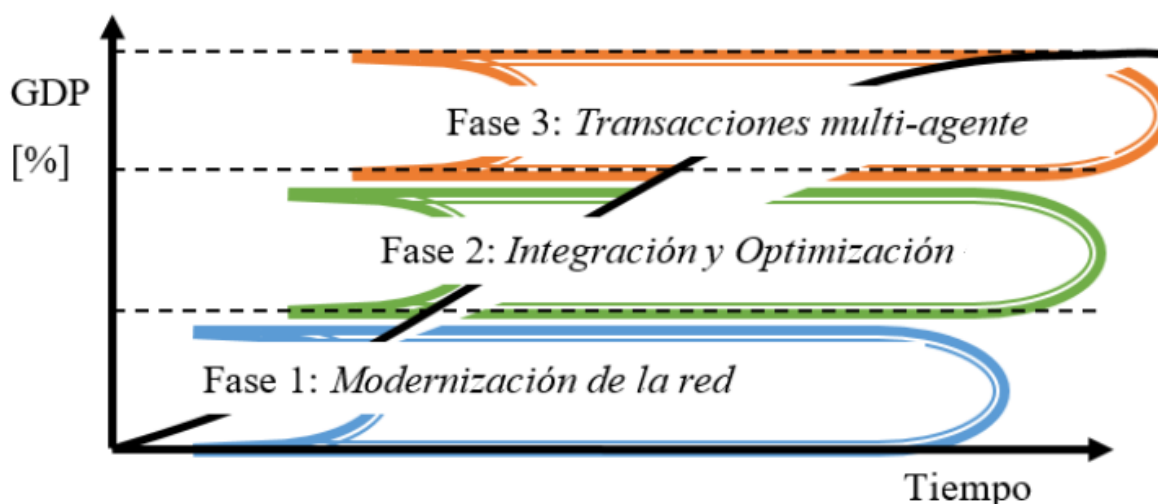 GDP
[%]
Fase 3: Transacciones multi-agente
Fase 2: Integración y Optimización
Fase 1: Modernización de la red
Tiempo